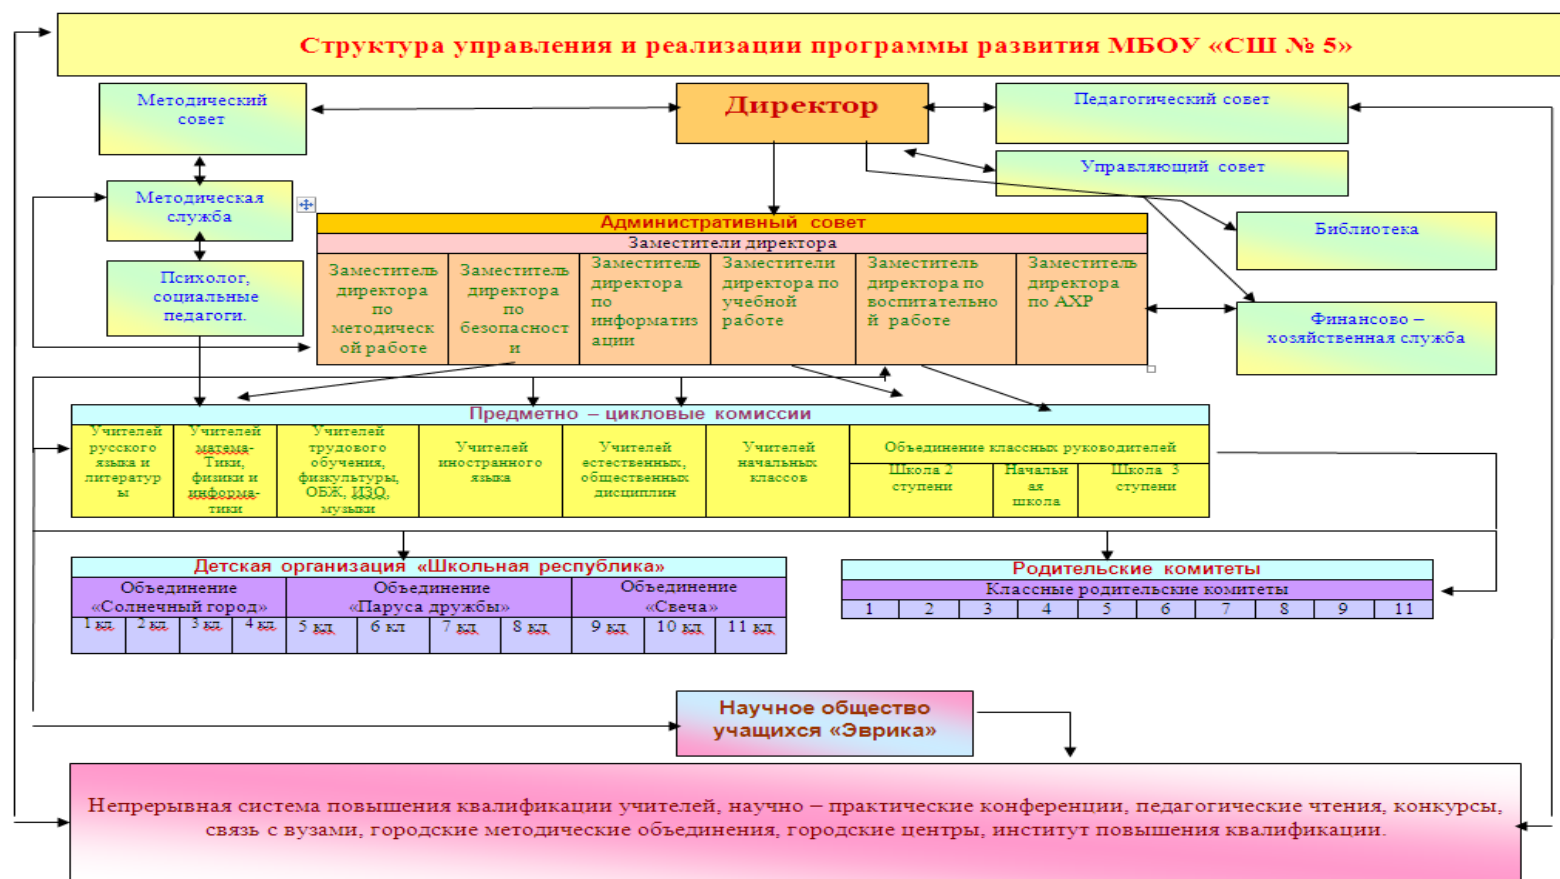 Структура управления и реализации программы развития МБОУ «СШ № 5»
Методический
совет
Директор
Педагогический совет
Управляющий совет
Методическая
служба
Библиотека
Психолог,
социальные
педагоги.
Финансово –
хозяйственная служба
Административный совет
Заместители директора
Заместитель
директора
по
методическ
ой работе
Заместитель
директора
по
безопасност
и
Заместитель
директора
по
информатиз
ации
Заместители
директора по
учебной
работе
Заместитель
директора по
воспитательно
й работе
Заместитель
директора
по АХР
Предметно – цикловые комиссии
Учителей
русского
языка и
литератур
ы
Учителей
матема-
Тики,
физики и
информа-
тики
Учителей
трудового
обучения,
физкультуры,
ОБЖ, ИЗО,
музыки
Учителей
иностранного
языка
Учителей
естественных,
общественных
дисциплин
Учителей
начальных
классов
Объединение классных руководителей
Школа 2
ступени
Начальн
ая
школа
Школа 3
ступени
Детская организация «Школьная республика»
Объединение
«Солнечный город»
Объединение
«Паруса дружбы»
Объединение
«Свеча»
1 кл
2 кл
3 кл
4 кл
5 кл
6 кл
7 кл
8 кл
9 кл
10 кл
11 кл
Родительские комитеты
Классные родительские комитеты
1 2 3 4 5 6 7 8 9 11
Научное общество
учащихся «Эврика»
Непрерывная система повышения квалификации учителей, научно – практические конференции, педагогические чтения, конкурсы,
связь с вузами, городские методические объединения, городские центры, институт повышения квалификации.